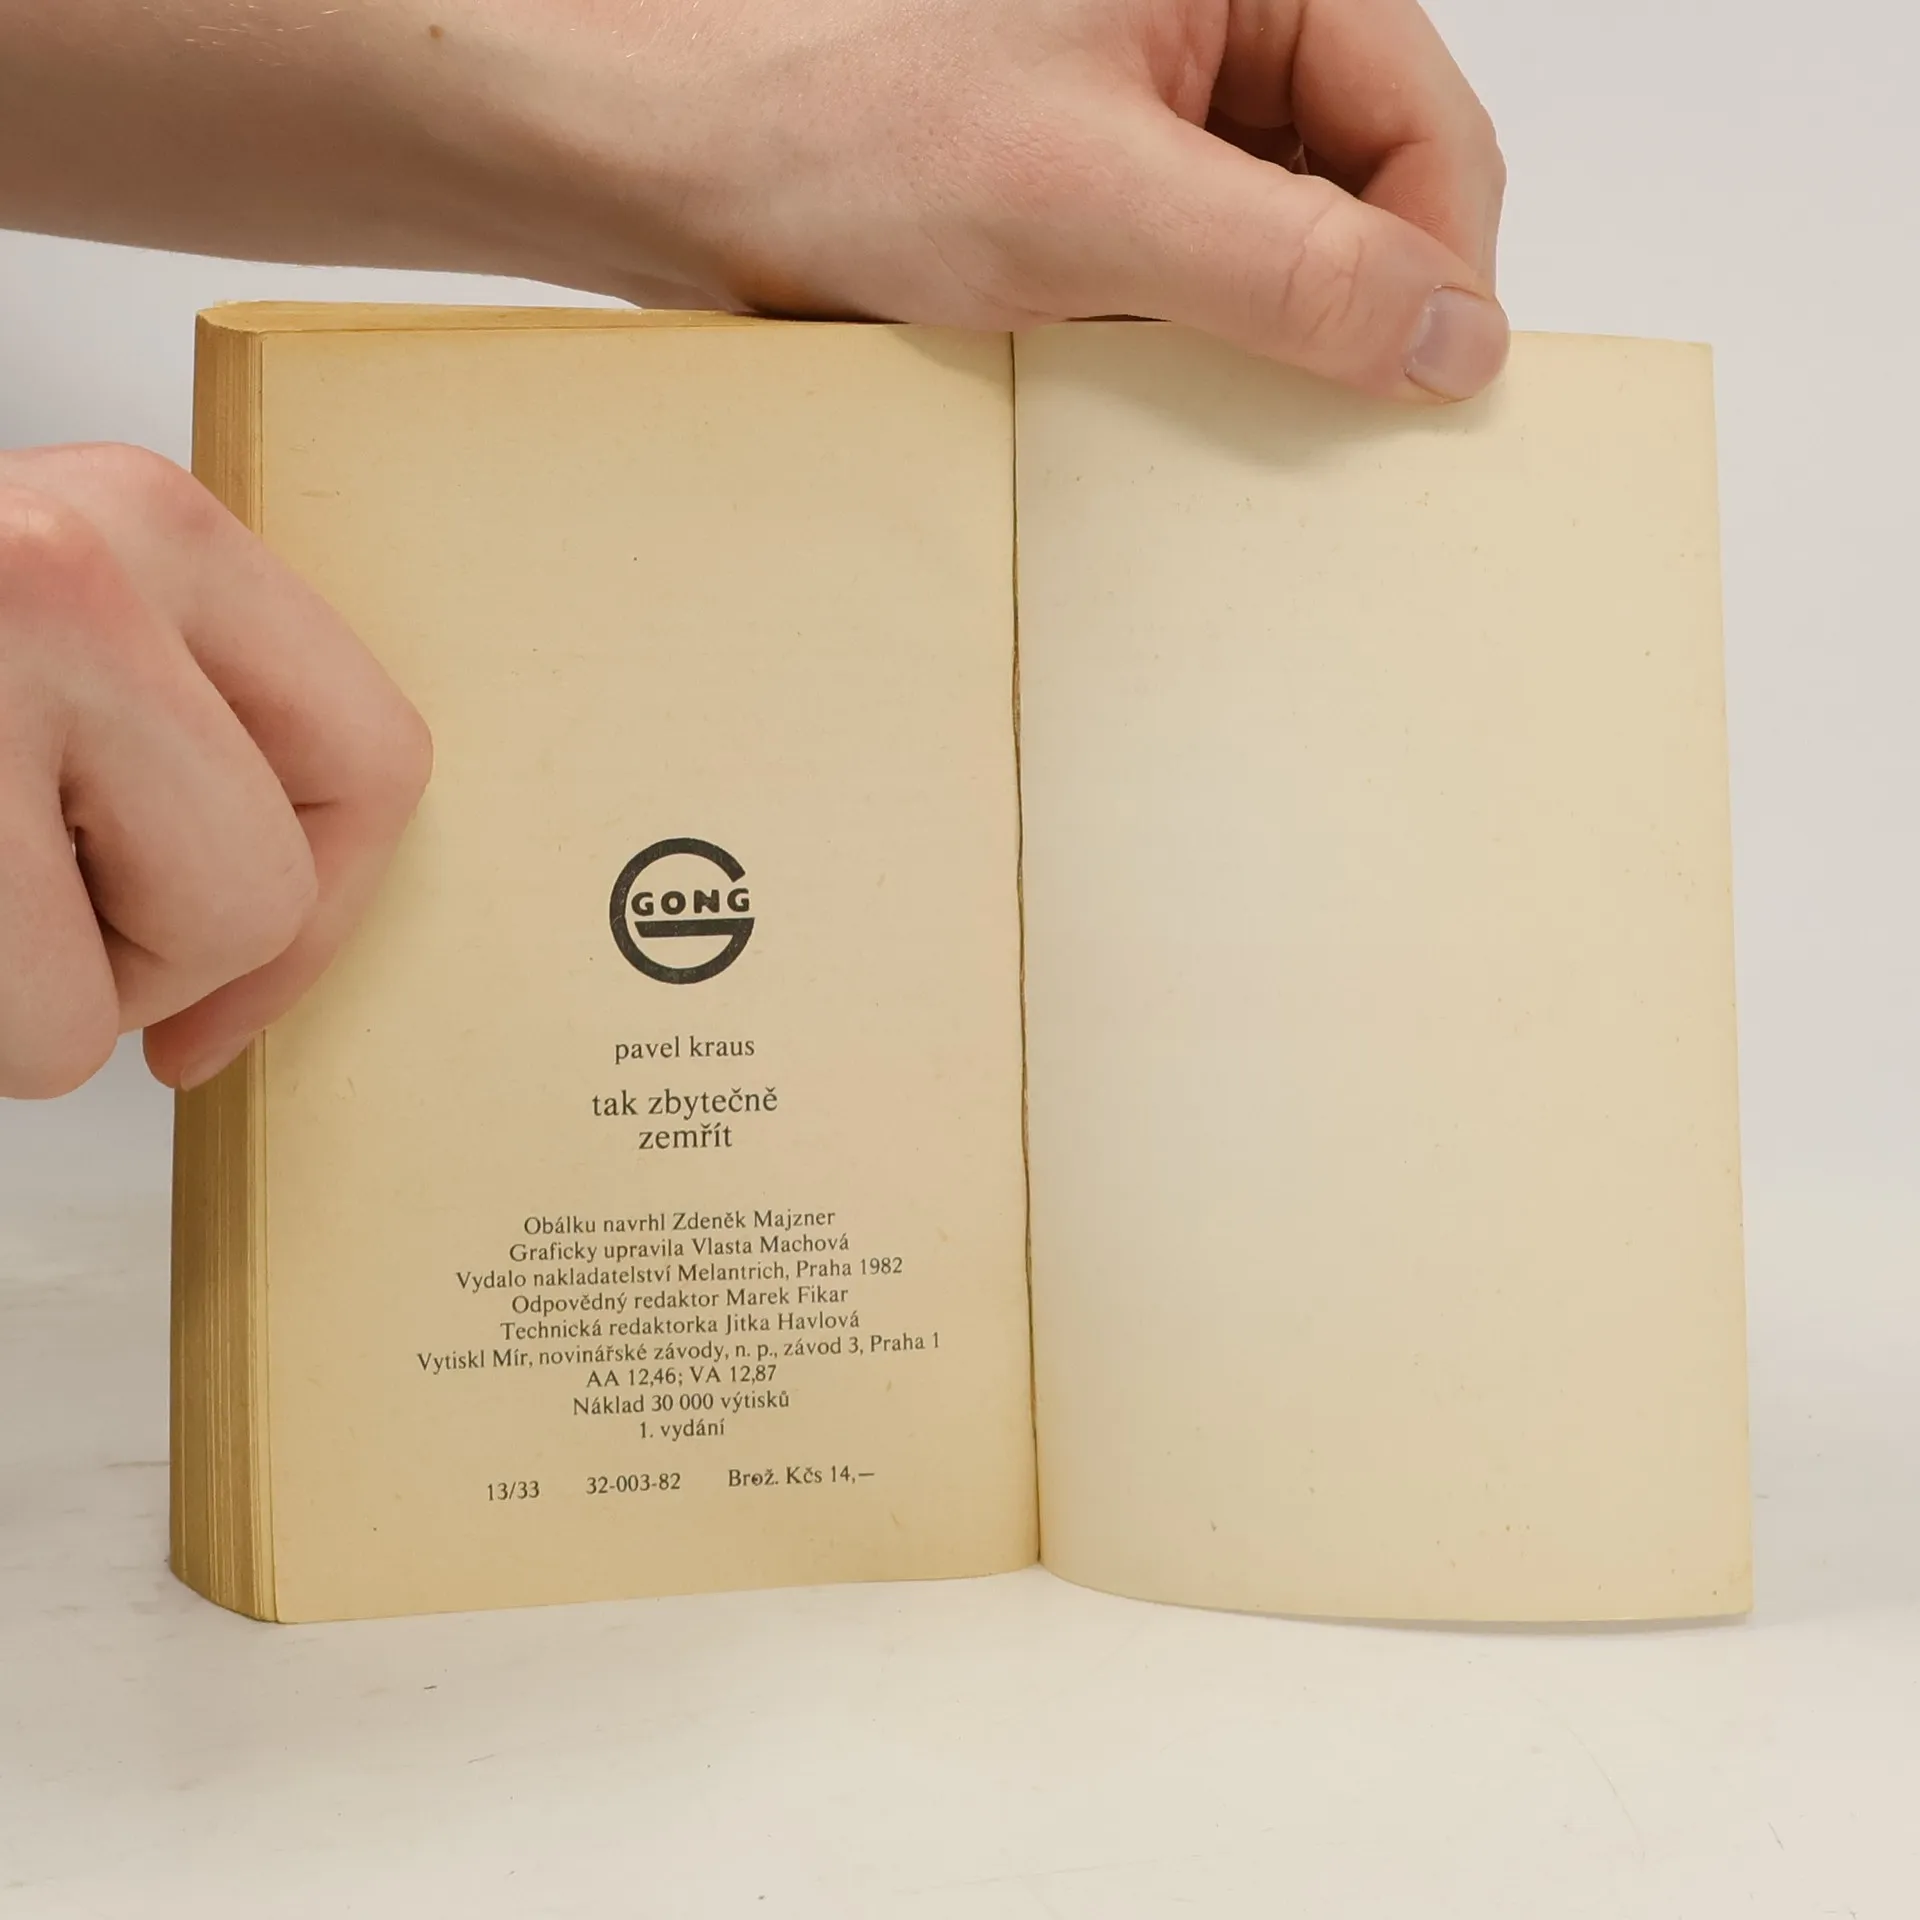 GONG
pavel kraus
tak zbytečně
zemřít
Obálku navrhl Zdeněk Majzner
Graficky upravila Vlasta Machová
Vydalo nakladatelství Melantrich, Praha 1982
Odpovědný redaktor Marek Fikar
Technická redaktorka Jitka Havlová
Vytiskl Mír, novinářské závody, n. p., závod 3, Praha 1
AA 12,46; VA 12,87
Náklad 30 000 výtisků
1. vydání
13/33 32-003-82 Brož. Kčs 14,—